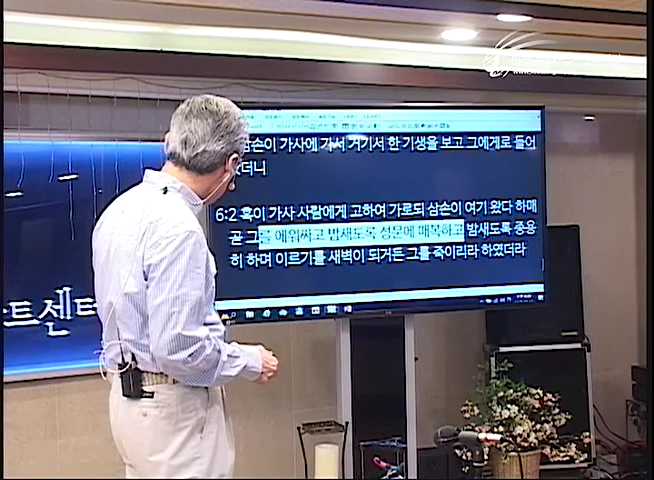 삼손이 가사에 가서 거기서 한 기생을 보고 그에게로 들어
더니
6:2 혹이 가사 사람에게 고하여 가로되 삼손이 여기 왔다 하매
곧 그를 에워싸고 밤새도록 성문에 매복하고 밤새도록 종용
히 하며 이르기를 새벽이 되거든 그를 죽이리라 하였더라
트센터